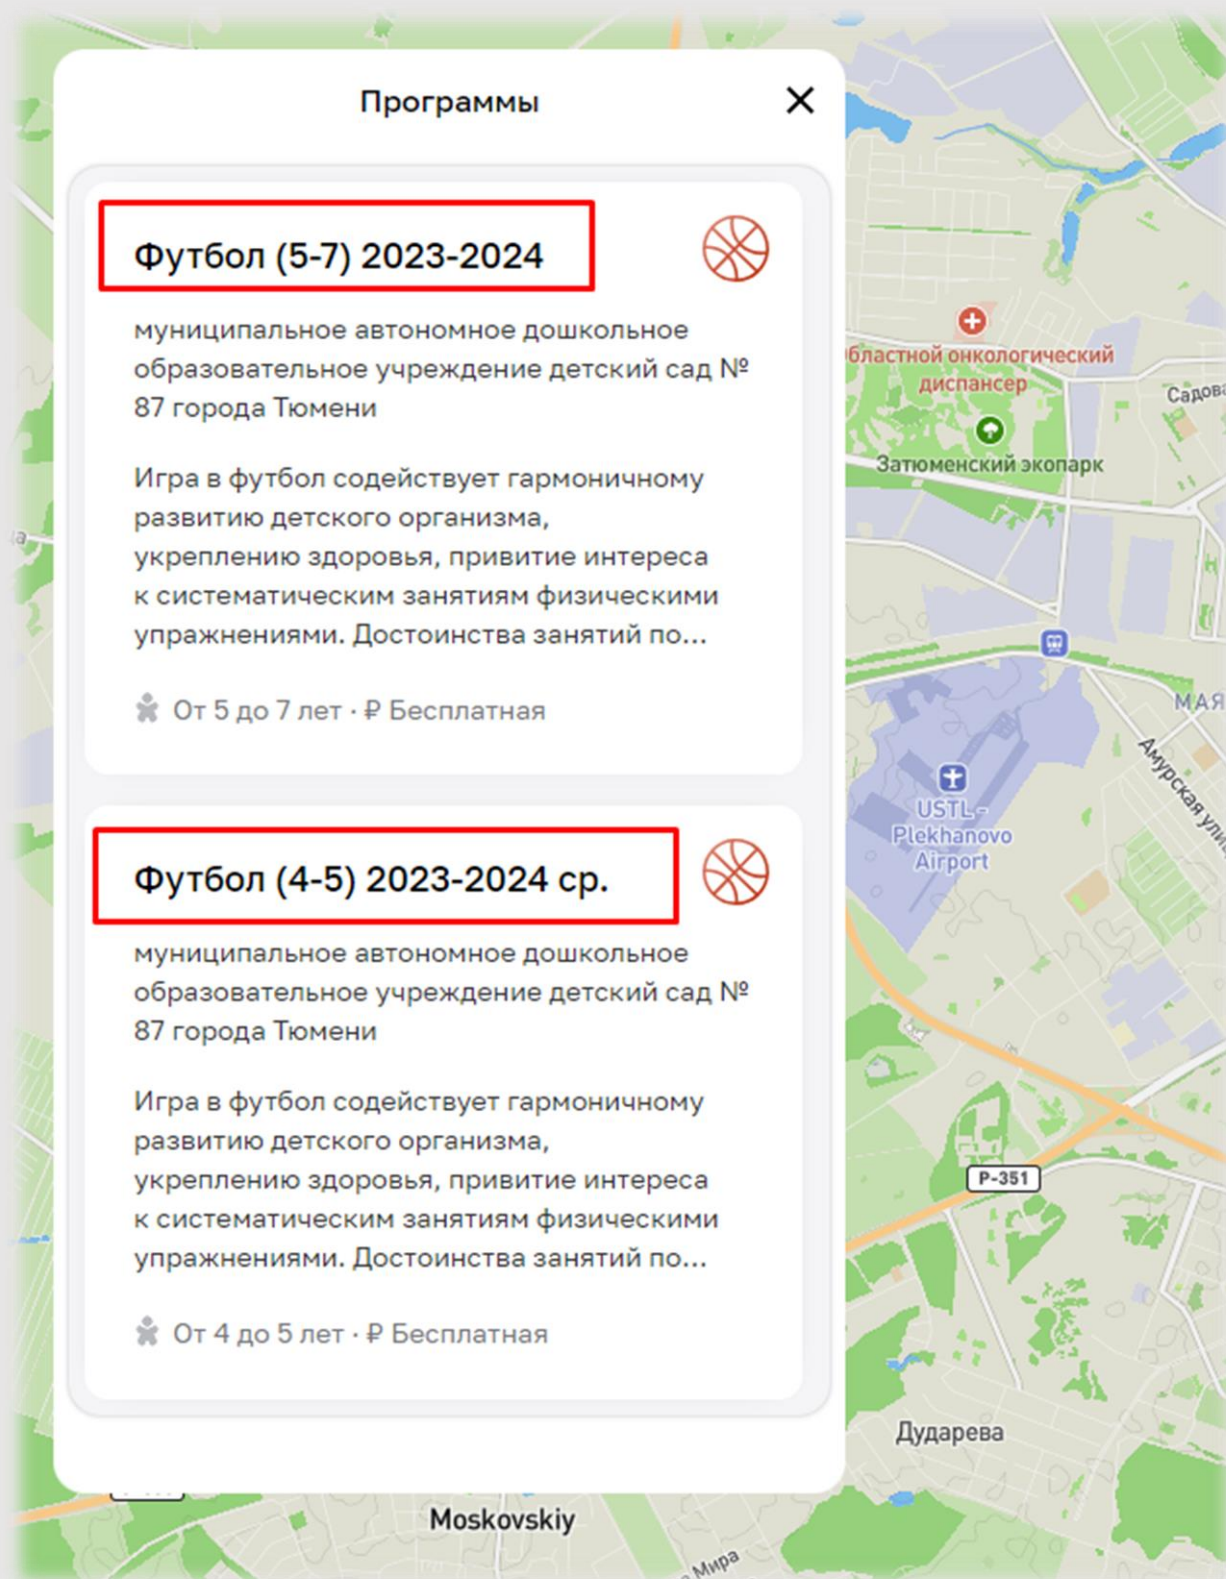 Программы
Футбол (5-7) 2023-2024
муниципальное автономное дошкольное
образовательное учреждение детский сад №
87 города Тюмени
Игра в футбол содействует гармоничному
развитию детского организма,
укреплению здоровья, привитие интереса
к систематическим занятиям физическими
упражнениями. Достоинства занятий по...
От 5 до 7 лет · ₽ Бесплатная
Футбол (4-5) 2023-2024 ср.
муниципальное автономное дошкольное
образовательное учреждение детский сад №
87 города Тюмени
Игра в футбол содействует гармоничному
развитию детского организма,
укреплению здоровья, привитие интереса
к систематическим занятиям физическими
упражнениями. Достоинства занятий по...
От 4 до 5 лет · ₽ Бесплатная
бластной онкологический
диспансер
Садова
Затюменский экопарк
МАЯ
Амурская ули
USTL -
Plekhanovo
Airport
Р-351
Дударева
Moskovskiy
Мира